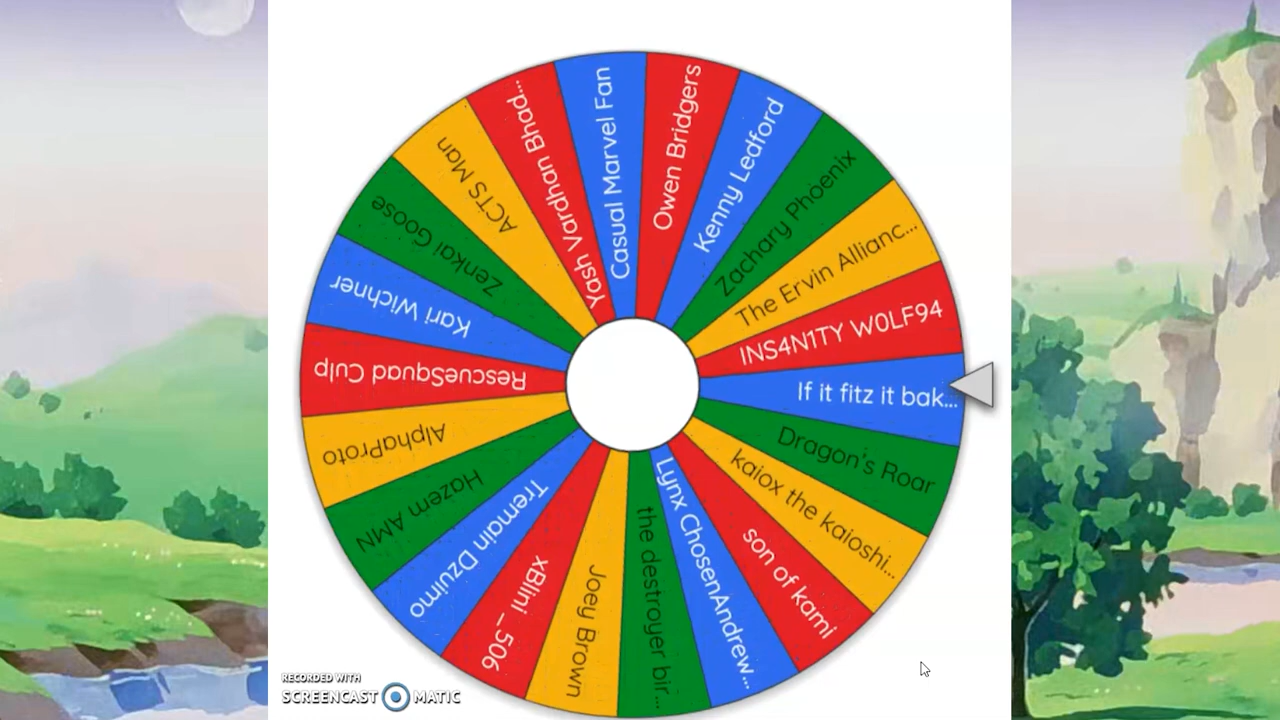 Casual Marvel Fan
Owen Bridgers
Kenny Ledford
Zachary Phoenix
The Ervin Allianc...
INS4N1TY W0LF94
If it fitz it bak...
Dragon's Roar
kaiox the kaioshi...
son of kami
Lynx ChosenAndrew...
the destroyer bir...
Joey Brown
xBlini_506
Tremain Dzuimo
Hazem AMN
AlphaProto
RescueSquad Culp
Kari Wichner
Zenkai Goose
ACTS Man
Yash Vardhan Bhad...
RECORDED WITH
SCREENCAST MATIC